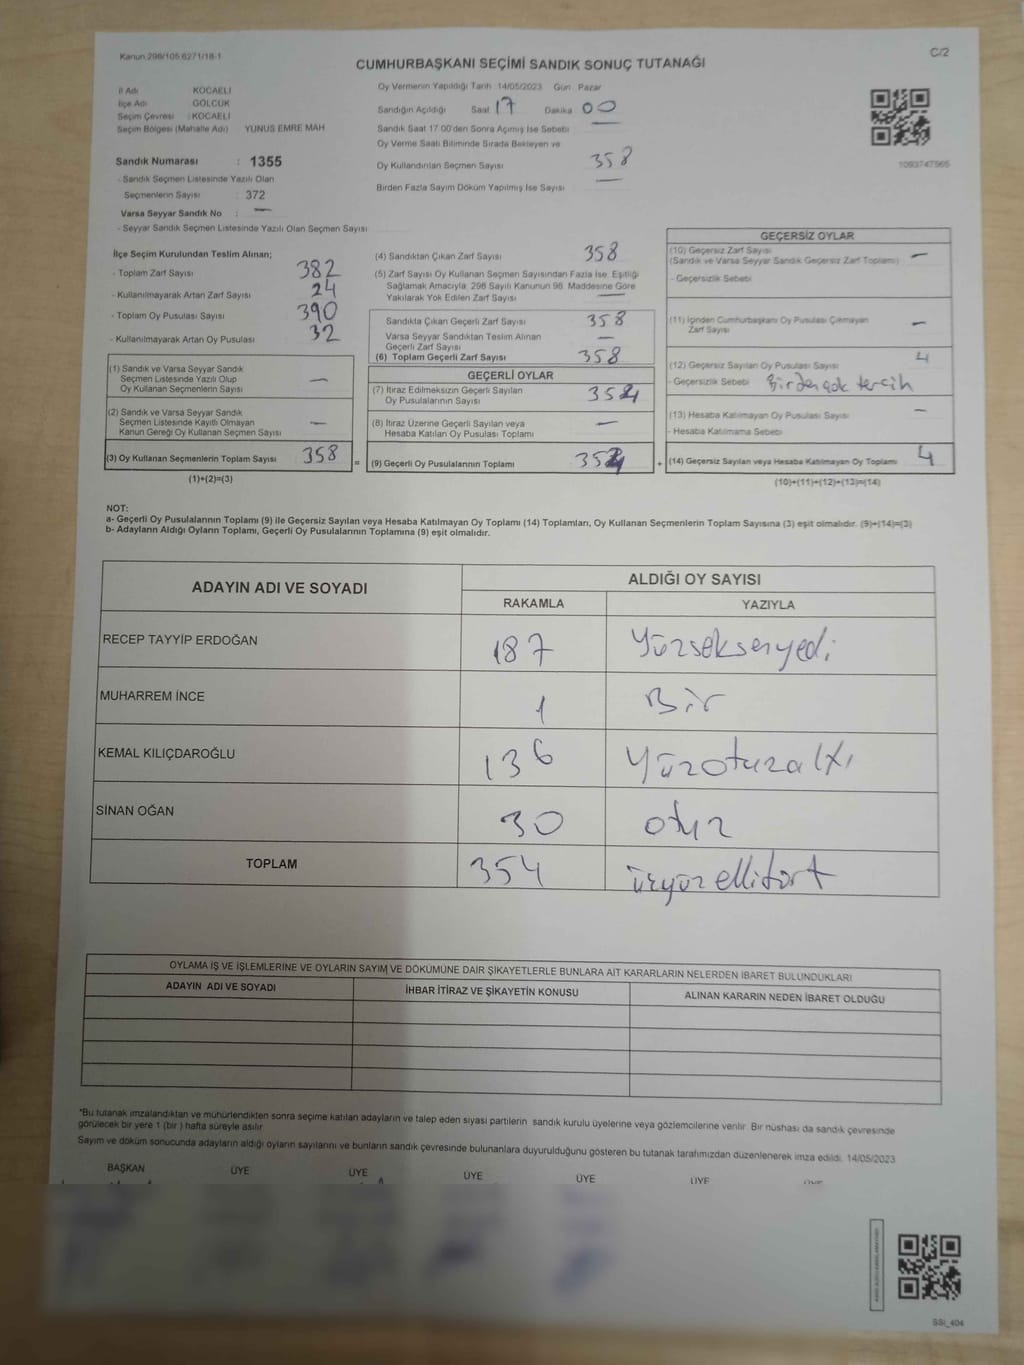 Kanun 298/105 6271/18-1
C/2
CUMHURBAŞKANI SEÇİMİ SANDIK SONUÇ TUTANAĞI
İl Adı KOCAELİ
İlçe Adı GÖLCÜK
Seçim Çevresi : KOCAELİ
Seçim Bölgesi (Mahalle Adı) YUNUS EMRE MAH
Sandık Numarası : 1355
- Sandık Seçmen Listesinde Yazılı Olan
Seçmenlerin Sayısı : 372
Varsa Seyyar Sandık No : —
- Seyyar Sandık Seçmen Listesinde Yazılı Olan Seçmen Sayısı
Oy Vermenin Yapıldığı Tarih 14/05/2023 Gün : Pazar
Sandığın Açıldığı Saat 17 Dakika 00
Sandık Saat 17 00'den Sonra Açımış İse Sebebi —
Oy Verme Saati Bitiminde Sırada Bekleyen ve
Oy Kullandırılan Seçmen Sayısı 358
Birden Fazla Sayım Döküm Yapılmış İse Sayısı —
1093747565
İlçe Seçim Kurulundan Teslim Alınan;
- Toplam Zarf Sayısı 382
- Kullanılmayarak Artan Zarf Sayısı 24
- Toplam Oy Pusulası Sayısı 390
- Kullanılmayarak Artan Oy Pusulası 32
(1) Sandık ve Varsa Seyyar Sandık
Seçmen Listesinde Yazılı Olup
Oy Kullanan Seçmenlerin Sayısı —
(2) Sandık ve Varsa Seyyar Sandık
Seçmen Listesinde Kayıtlı Olmayan
Kanun Gereği Oy Kullanan Seçmen Sayısı —
(3) Oy Kullanan Seçmenlerin Toplam Sayısı 358
(1)+(2)=(3)
(4) Sandıktan Çıkan Zarf Sayısı 358
(5) Zarf Sayısı Oy Kullanan Seçmen Sayısından Fazla İse, Eşitliği
Sağlamak Amacıyla, 298 Sayılı Kanunun 98. Maddesine Göre
Yakılarak Yok Edilen Zarf Sayısı —
Sandıkta Çıkan Geçerli Zarf Sayısı 358
Varsa Seyyar Sandıktan Teslim Alınan
Geçerli Zarf Sayısı —
(6) Toplam Geçerli Zarf Sayısı 358
GEÇERLİ OYLAR
(7) İtiraz Edilmeksizin Geçerli Sayılan
Oy Pusulalarının Sayısı 354
(8) İtiraz Üzerine Geçerli Sayılan veya
Hesaba Katılan Oy Pusulası Toplamı —
= (9) Geçerli Oy Pusulalarının Toplamı 354
GEÇERSİZ OYLAR
(10) Geçersiz Zarf Sayısı
(Sandık ve Varsa Seyyar Sandık Geçersiz Zarf Toplamı) —
- Geçersizlik Sebebi
(11) İçinden Cumhurbaşkanı Oy Pusulası Çıkmayan
Zarf Sayısı —
(12) Geçersiz Sayılan Oy Pusulası Sayısı 4
- Geçersizlik Sebebi Birden çok tercih
(13) Hesaba Katılmayan Oy Pusulası Sayısı —
- Hesaba Katılmama Sebebi
+ (14) Geçersiz Sayılan veya Hesaba Katılmayan Oy Toplamı 4
(10)+(11)+(12)+(13)=(14)
NOT:
a- Geçerli Oy Pusulalarının Toplamı (9) ile Geçersiz Sayılan veya Hesaba Katılmayan Oy Toplamı (14) Toplamları, Oy Kullanan Seçmenlerin Toplam Sayısına (3) eşit olmalıdır. (9)+(14)=(3)
b- Adayların Aldığı Oyların Toplamı, Geçerli Oy Pusulalarının Toplamına (9) eşit olmalıdır.
ADAYIN ADI VE SOYADI ALDIĞI OY SAYISI
RAKAMLA YAZIYLA
RECEP TAYYİP ERDOĞAN 187 Yüzseksenyedi
MUHARREM İNCE 1 Bir
KEMAL KILIÇDAROĞLU 136 Yüzotuzaltı
SİNAN OĞAN 30 otuz
TOPLAM 354 üçyüzellidört
OYLAMA İŞ VE İŞLEMLERİNE VE OYLARIN SAYIM VE DÖKÜMÜNE DAİR ŞİKAYETLERLE BUNLARA AİT KARARLARIN NELERDEN İBARET BULUNDUKLARI
ADAYIN ADI VE SOYADI İHBAR İTİRAZ VE ŞİKAYETİN KONUSU ALINAN KARARIN NEDEN İBARET OLDUĞU
*Bu tutanak imzalandıktan ve mühürlendikten sonra seçime katılan adayların ve talep eden siyasi partilerin sandık kurulu üyelerine veya gözlemcilerine verilir. Bir nüshası da sandık çevresinde
görülecek bir yere 1 (bir ) hafta süreyle asılır
Sayım ve döküm sonucunda adayların aldığı oyların sayılarını ve bunların sandık çevresinde bulunanlara duyurulduğunu gösteren bu tutanak tarafımızdan düzenlenerek imza edildi. 14/05/2023
BAŞKAN ÜYE ÜYE ÜYE ÜYE ÜYE ÜYE
SSİ_404